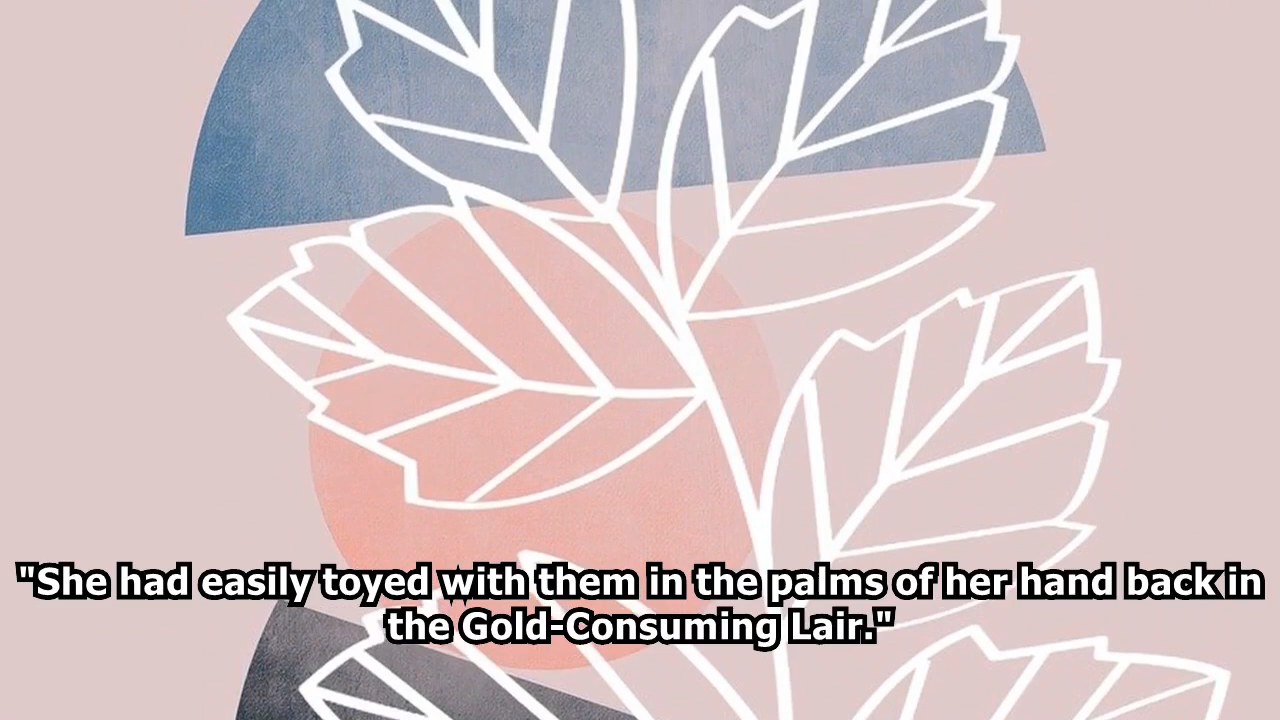 "She had easily toyed with them in the palms of her hand back in
the Gold-Consuming Lair."